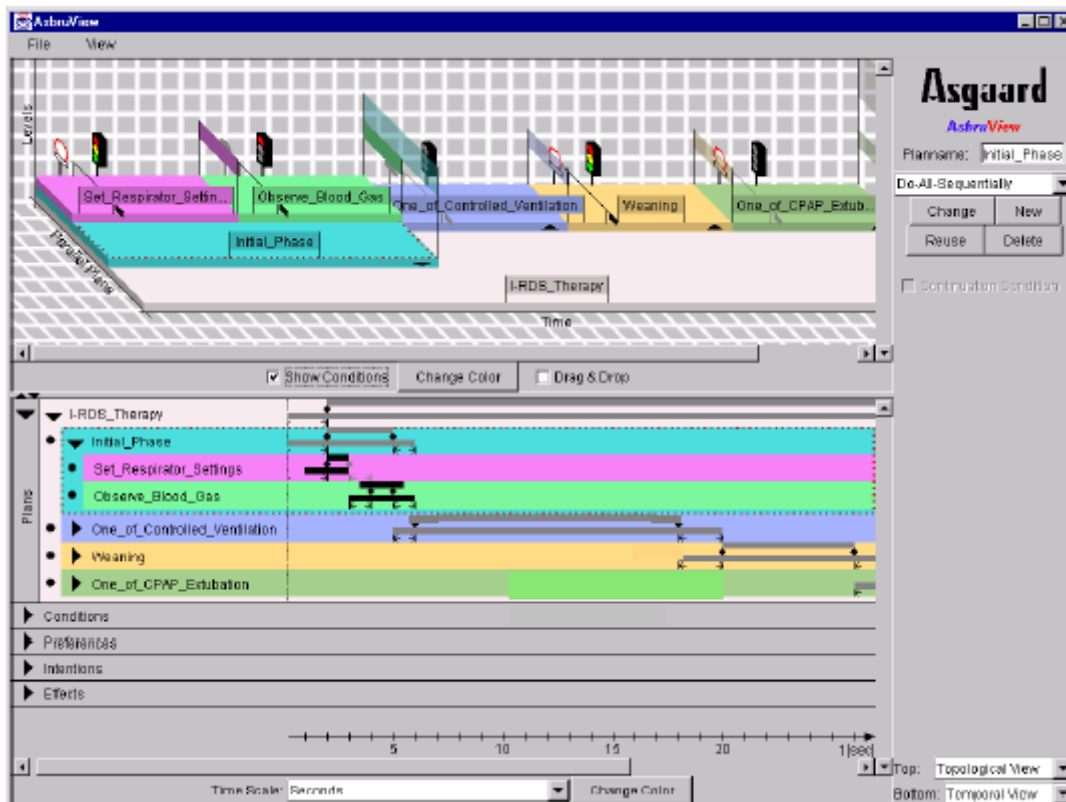 AsbruView
File View
Levels
Set_Respirator_Settin...
Observe_Blood_Gas
One_of_Controlled_Ventilation
Weaning
One_of_CPAP_Extub...
Initial_Phase
I-RDS_Therapy
Parallel Plans
Time
Show Conditions Change Color Drag & Drop
Asgaard
AsbruView
Planname: Initial_Phase
Do-All-Sequentially
Change New
Reuse Delete
Continuation Condition
Plans
I-RDS_Therapy
Initial_Phase
Set_Respirator_Settings
Observe_Blood_Gas
One_of_Controlled_Ventilation
Weaning
One_of_CPAP_Extubation
Conditions
Preferences
Intentions
Effects
5 10 15 20 1[sec]
Time Scale: Seconds Change Color
Top: Topological View
Bottom: Temporal View